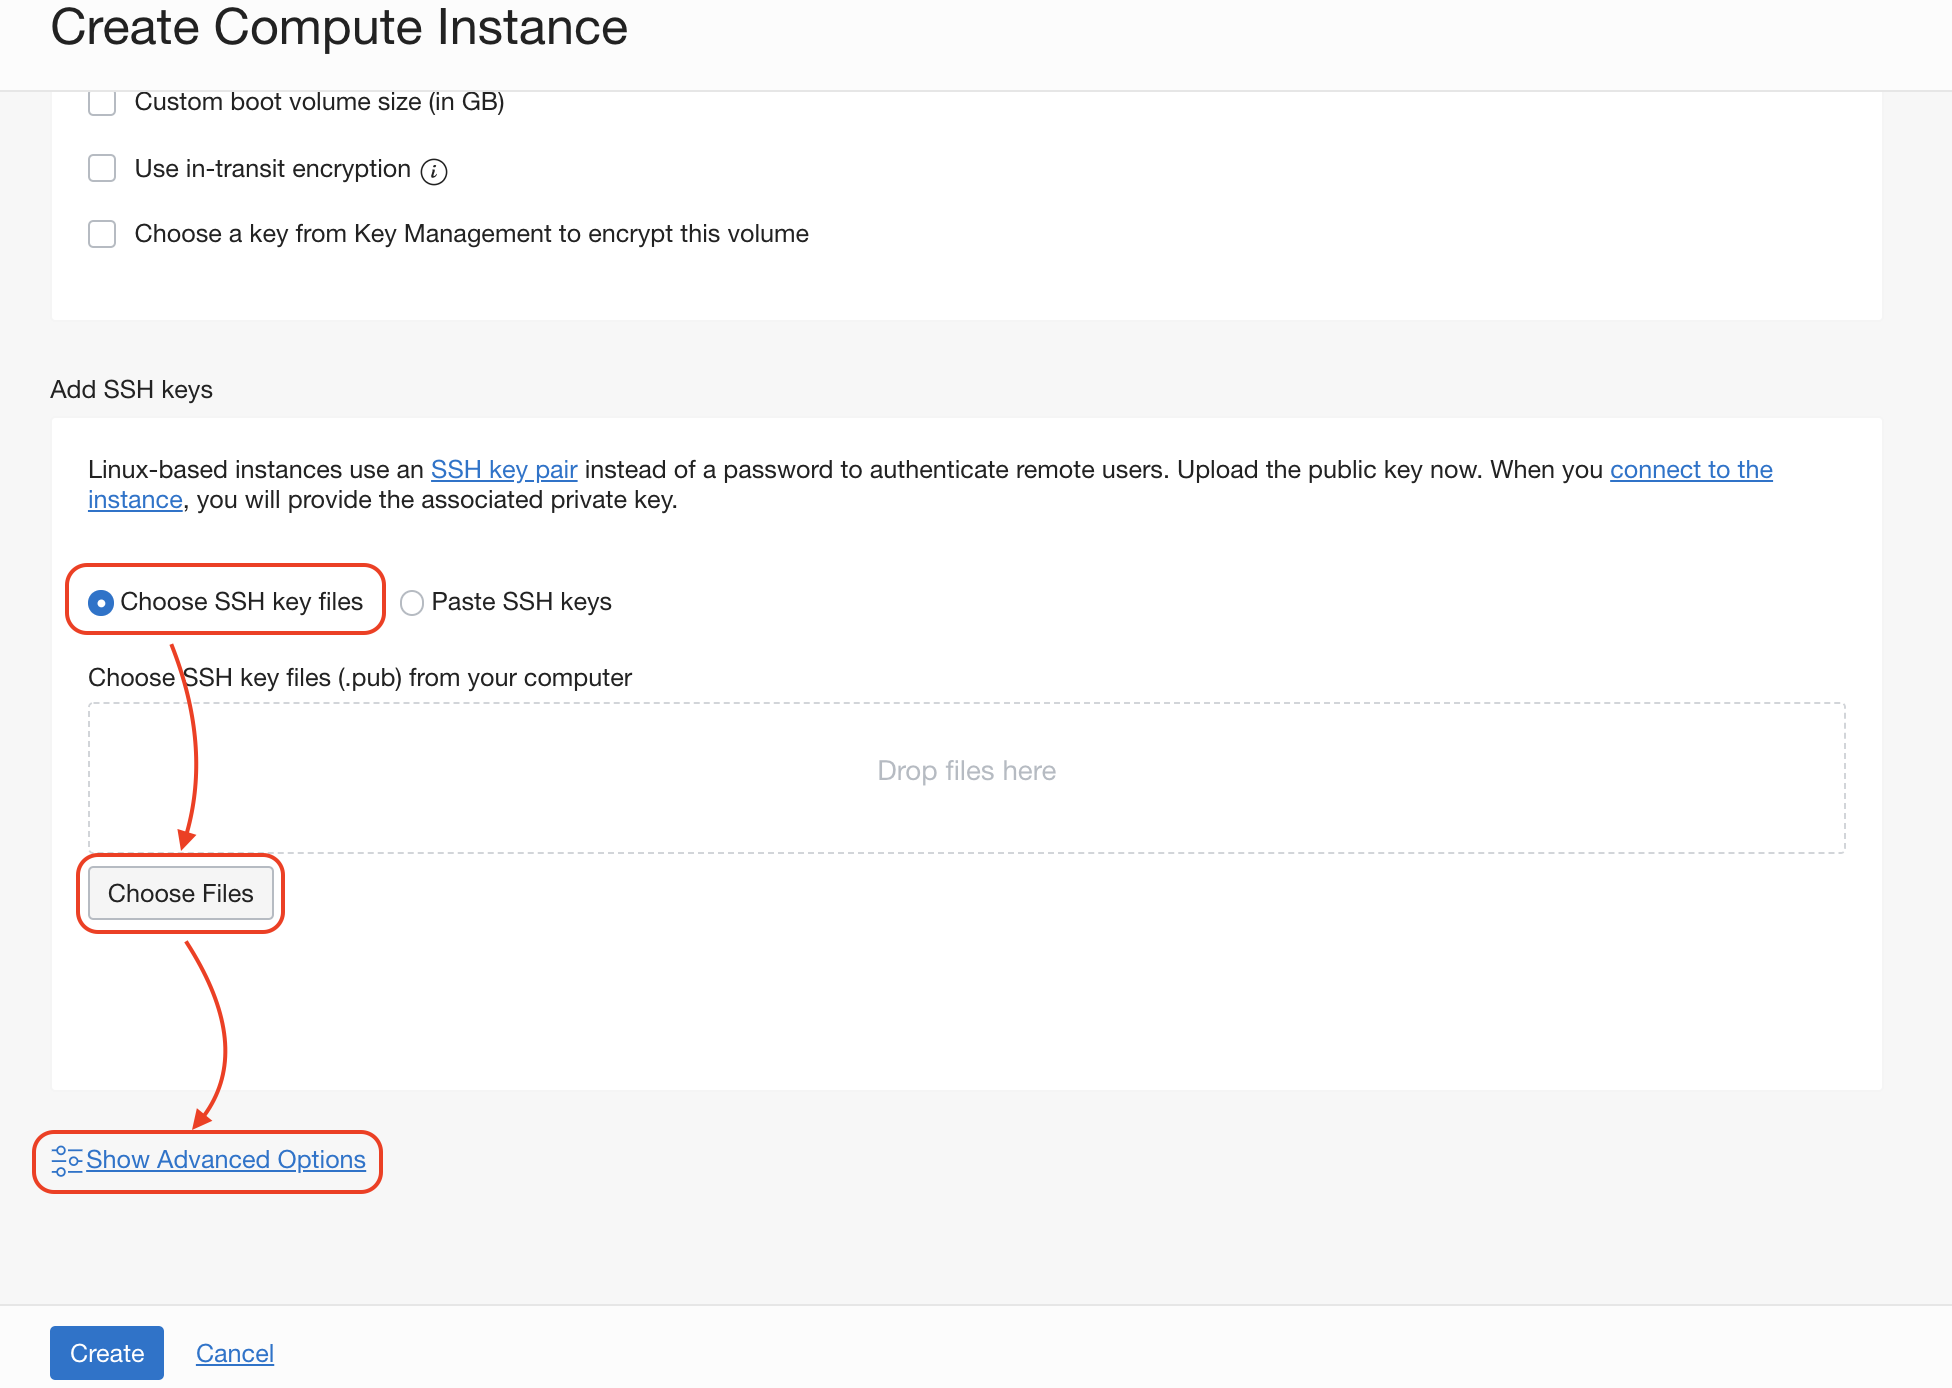 Create Compute Instance
Custom boot volume size (in GB)
Use in-transit encryption i
Choose a key from Key Management to encrypt this volume
Add SSH keys
Linux-based instances use an SSH key pair instead of a password to authenticate remote users. Upload the public key now. When you connect to the
instance, you will provide the associated private key.
Choose SSH key files Paste SSH keys
Choose SSH key files (.pub) from your computer
Drop files here
Choose Files
Show Advanced Options
Create Cancel